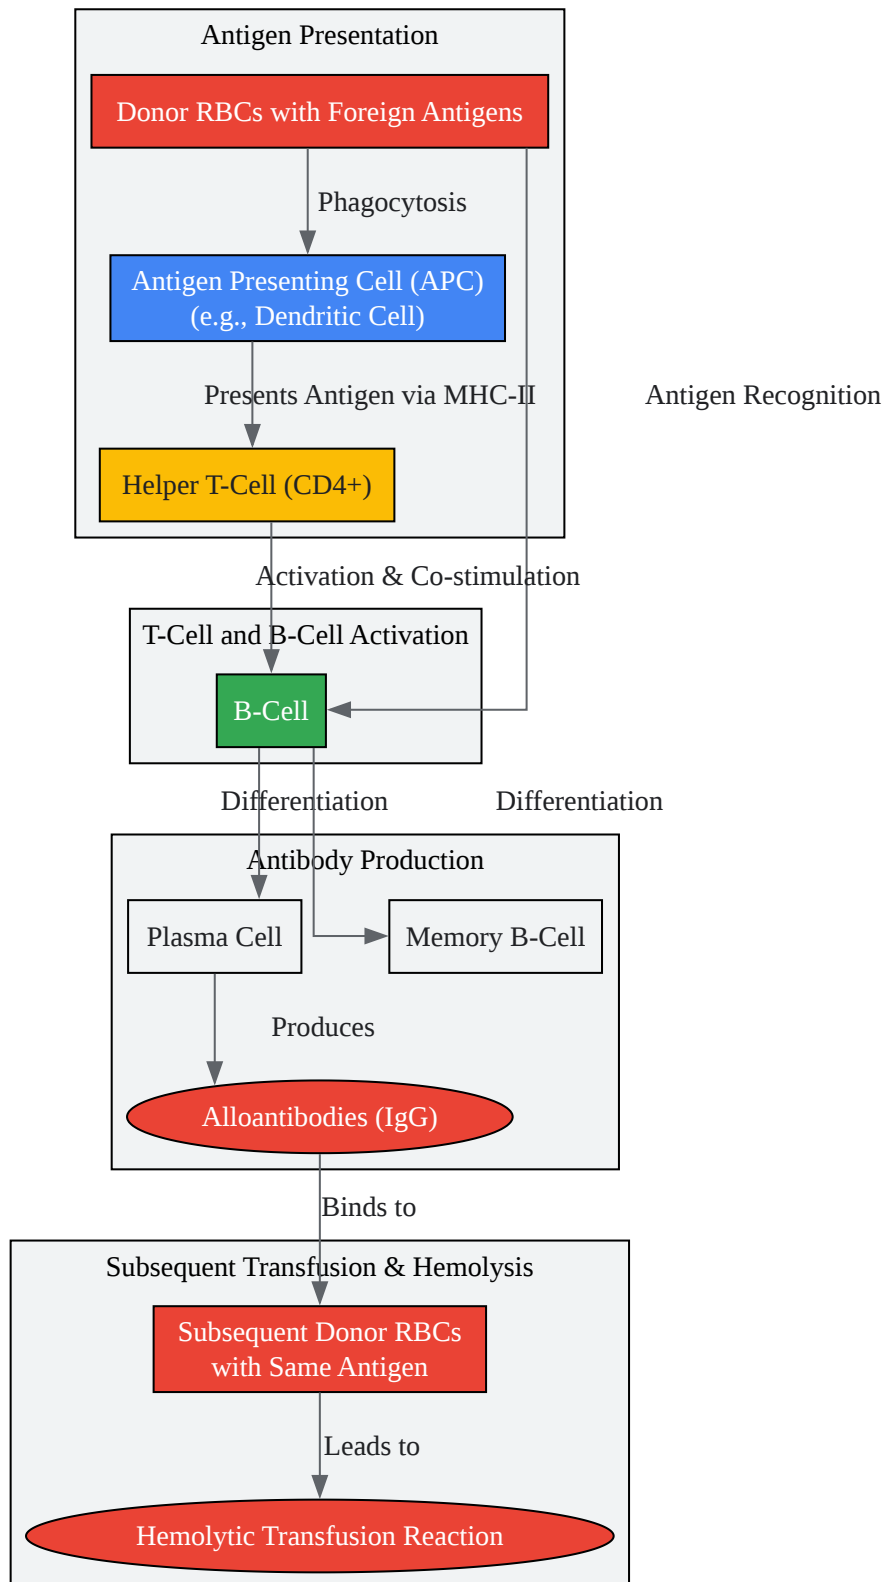 Antigen Presentation
Donor RBCs with Foreign Antigens
Phagocytosis
Antigen Presenting Cell (APC)
(e.g., Dendritic Cell)
Presents Antigen via MHC-II
Antigen Recognition
Helper T-Cell (CD4+)
Activation & Co-stimulation
T-Cell and B-Cell Activation
B-Cell
Differentiation
Differentiation
Antibody Production
Plasma Cell
Memory B-Cell
Produces
Alloantibodies (IgG)
Binds to
Subsequent Transfusion & Hemolysis
Subsequent Donor RBCs
with Same Antigen
Leads to
Hemolytic Transfusion Reaction